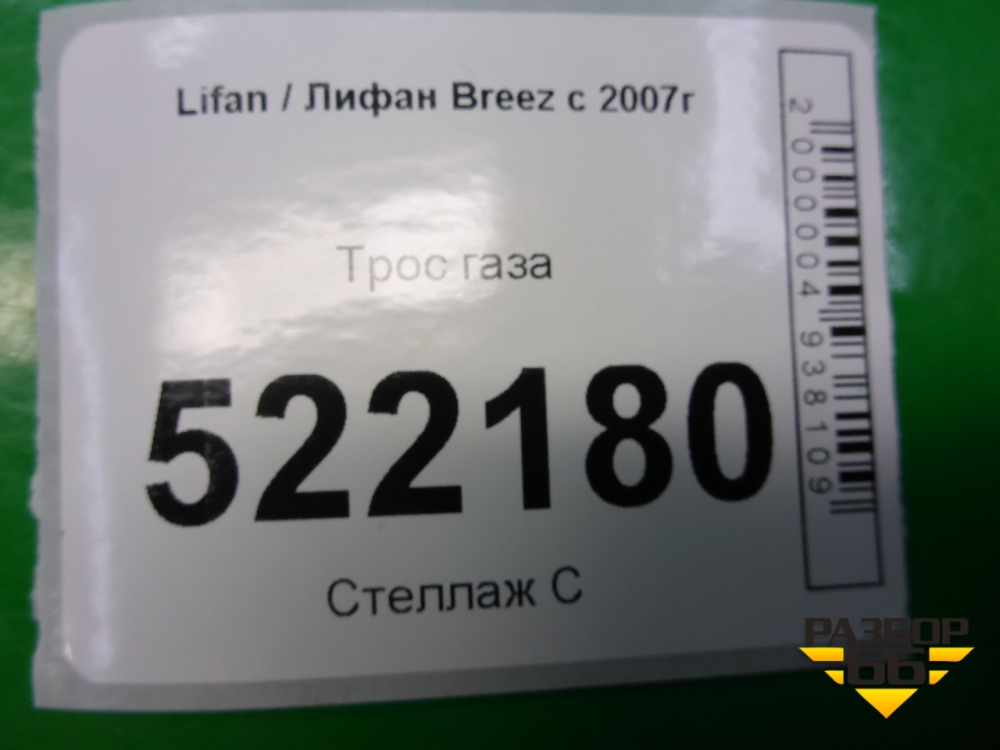 Lifan / Лифан Breez с 2007г
Трос газа
522180
Стеллаж С
2000004938109
РАЗБОР
66